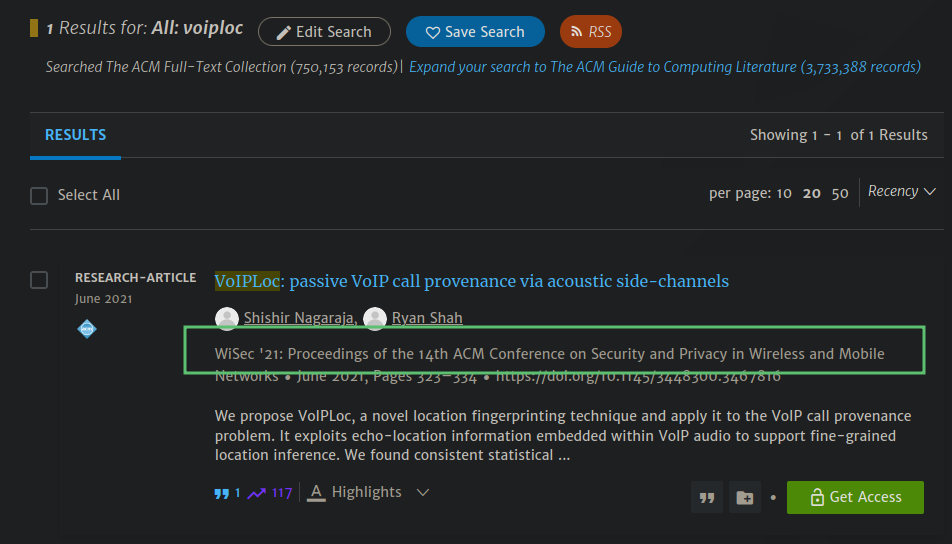 1 Results for: All: voiploc Edit Search Save Search RSS
Searched The ACM Full-Text Collection (750,153 records)| Expand your search to The ACM Guide to Computing Literature (3,733,388 records)
RESULTS Showing 1 - 1 of 1 Results
Select All per page: 10 20 50 Recency
RESEARCH-ARTICLE
June 2021
VoIPLoc: passive VoIP call provenance via acoustic side-channels
Shishir Nagaraja, Ryan Shah
WiSec '21: Proceedings of the 14th ACM Conference on Security and Privacy in Wireless and Mobile
Networks • June 2021, Pages 323–334 • https://doi.org/10.1145/3448300.3467816
We propose VoIPLoc, a novel location fingerprinting technique and apply it to the VoIP call provenance
problem. It exploits echo-location information embedded within VoIP audio to support fine-grained
location inference. We found consistent statistical ...
1 117 A Highlights • Get Access